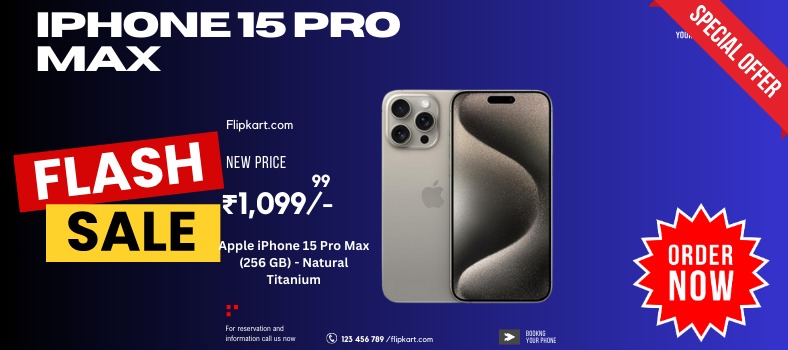 IPHONE 15 PRO
MAX
SPECIAL OFFER
Flipkart.com
FLASH
SALE
NEW PRICE
99
₹1,099/-
Apple iPhone 15 Pro Max
(256 GB) - Natural
Titanium
ORDER
NOW
For reservation and
information call us now
123 456 789 /flipkart.com
BOOKNG
YOUR PHONE